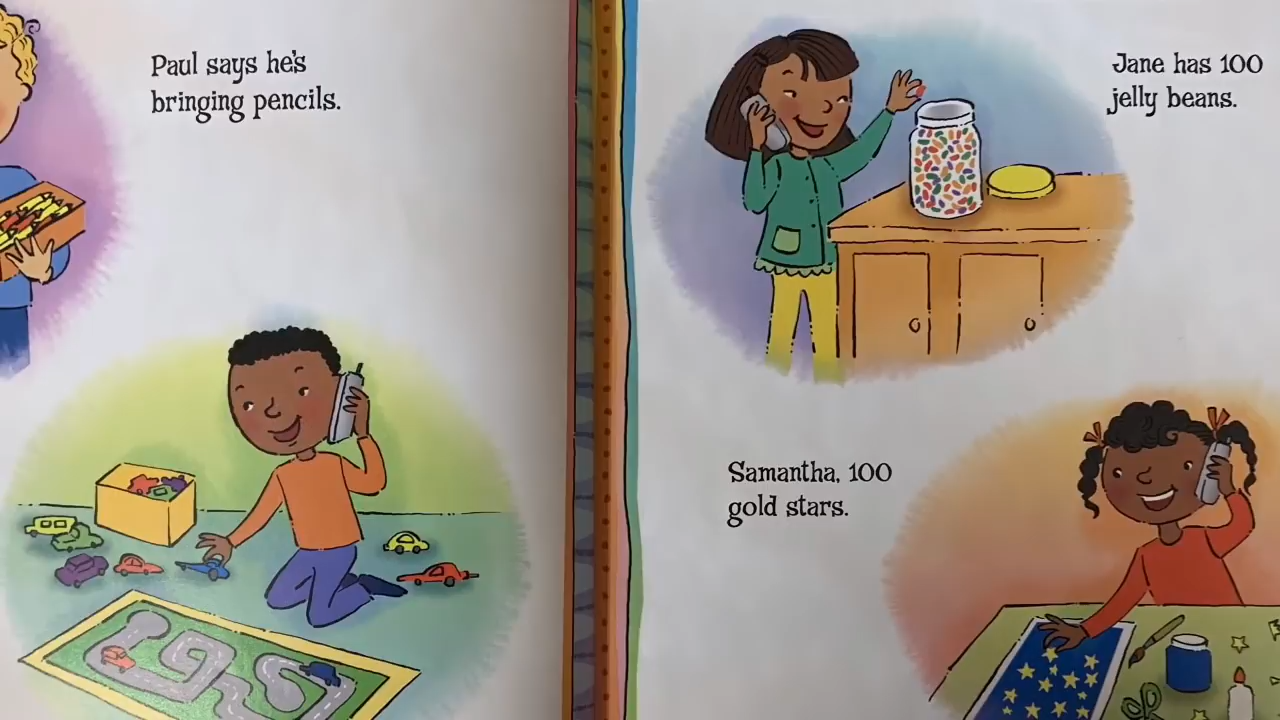 Paul says he's
bringing pencils.
Jane has 100
jelly beans.
Samantha, 100
gold stars.